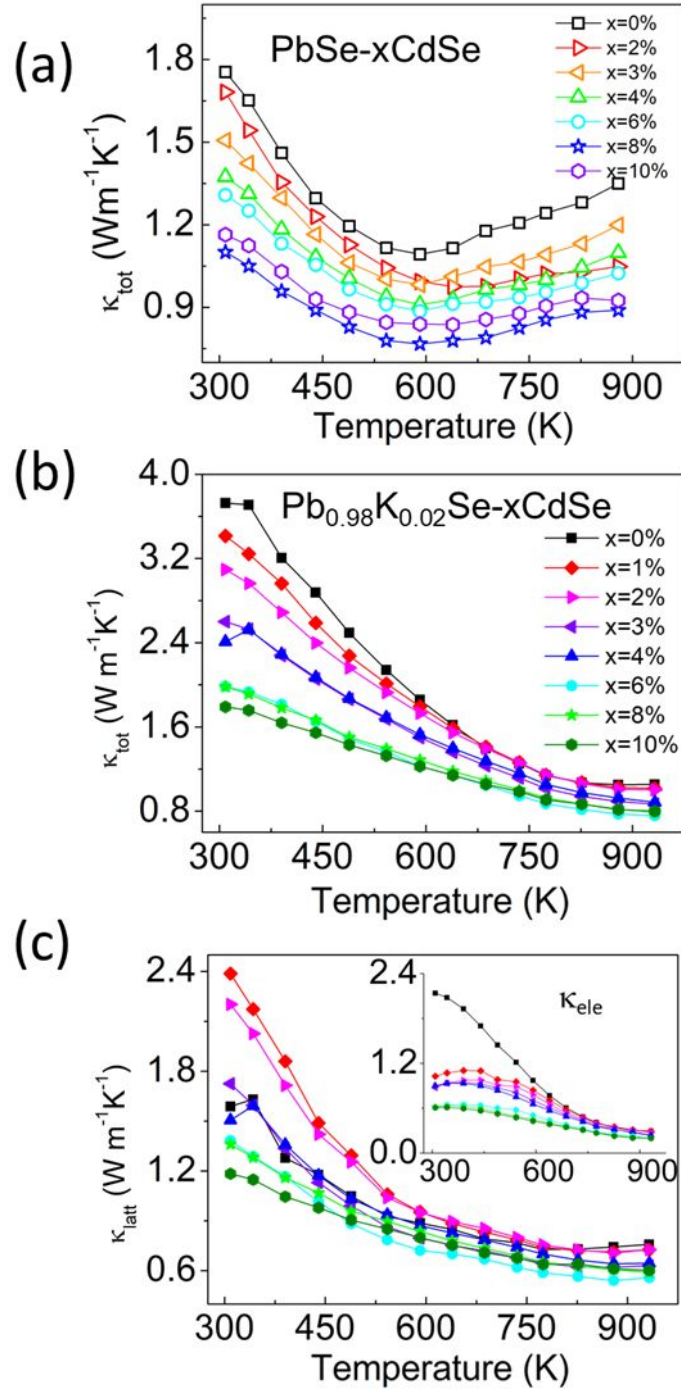 (a)
PbSe-xCdSe
x=0%
x=2%
x=3%
x=4%
x=6%
x=8%
x=10%
1.8
1.5
1.2
0.9
κtot (Wm⁻¹K⁻¹)
300 450 600 750 900
Temperature (K)
(b)
Pb₀.₉₈K₀.₀₂Se-xCdSe
x=0%
x=1%
x=2%
x=3%
x=4%
x=6%
x=8%
x=10%
4.0
3.2
2.4
1.6
0.8
κtot (W m⁻¹K⁻¹)
300 450 600 750 900
Temperature (K)
(c)
2.4
1.8
1.2
0.6
κlatt (W m⁻¹K⁻¹)
κele
2.4
1.2
0.0
300 600 900
300 450 600 750 900
Temperature (K)